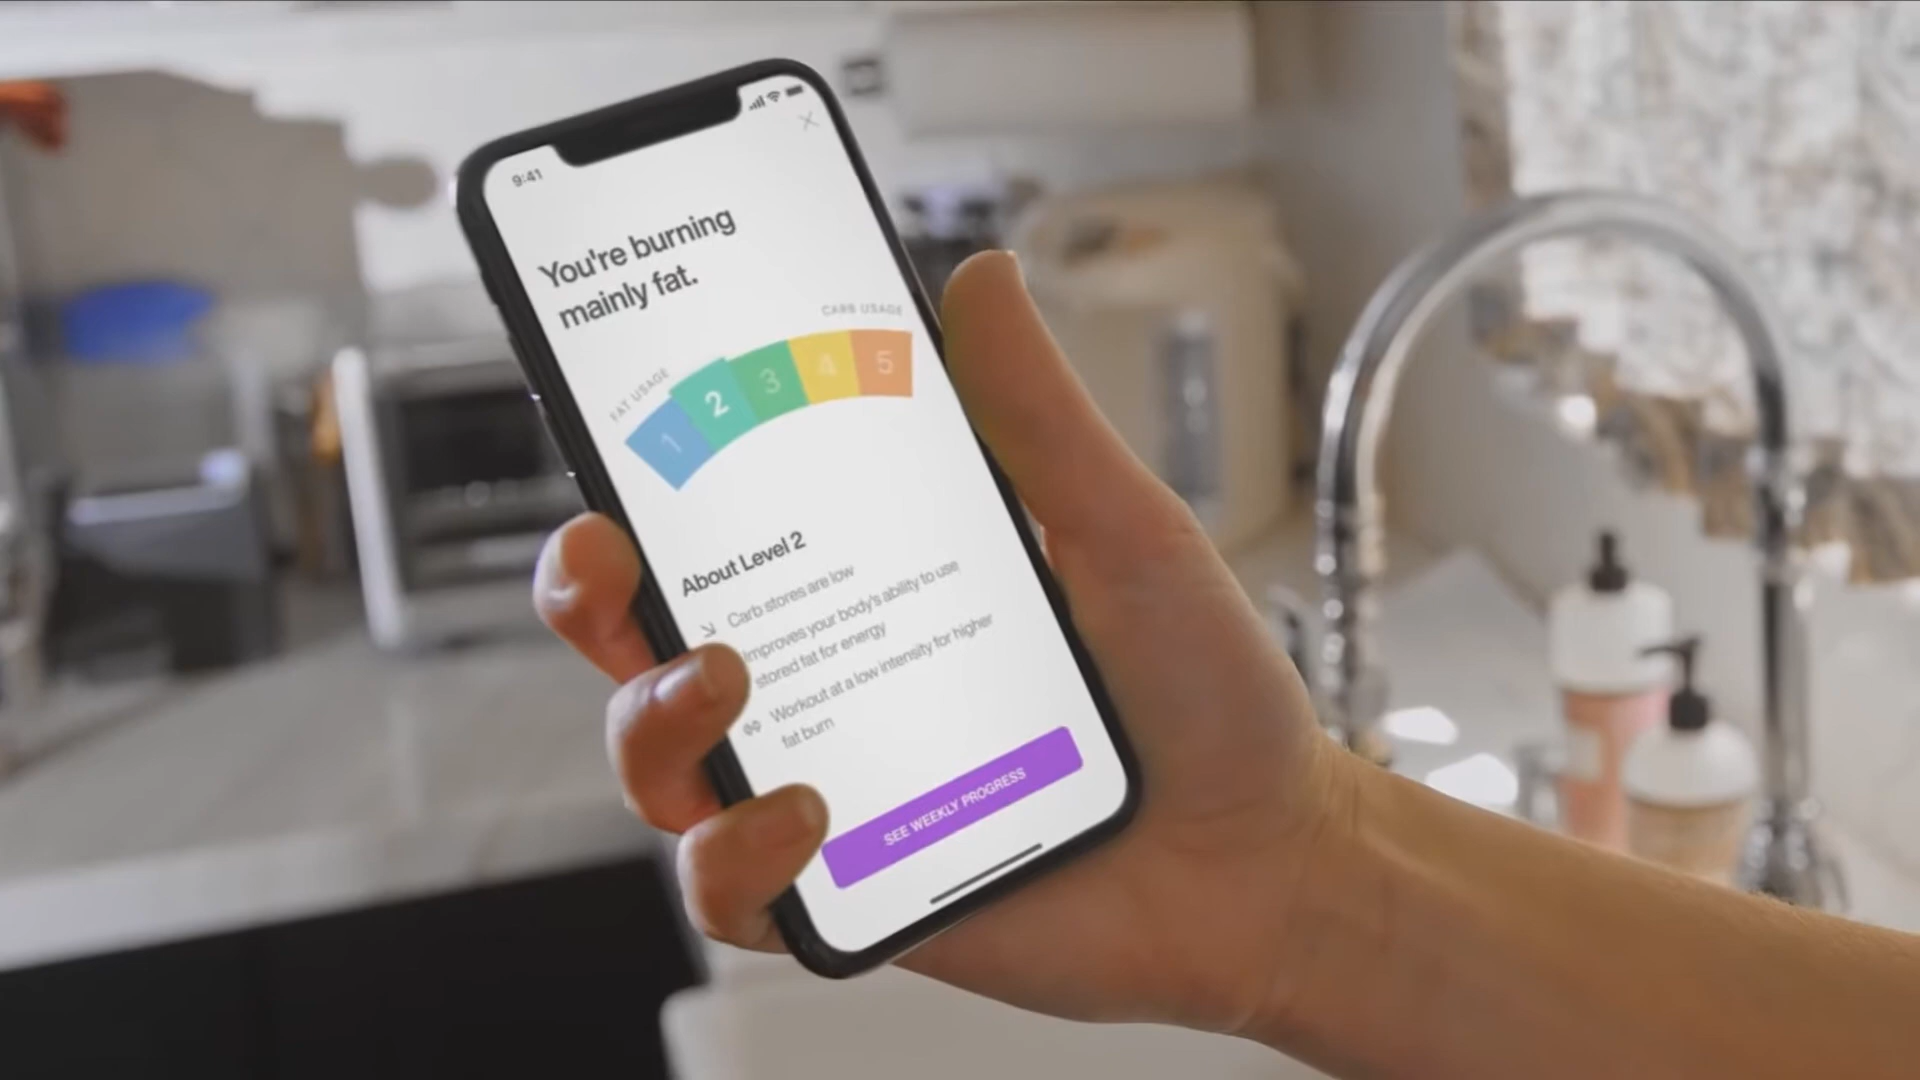 9:41
You're burning
mainly fat.
FAT USAGE
CARB USAGE
1 2 3 4 5
About Level 2
Carb stores are low
Improves your body's ability to use
stored fat for energy
Workout at a low intensity for higher
fat burn
SEE WEEKLY PROGRESS